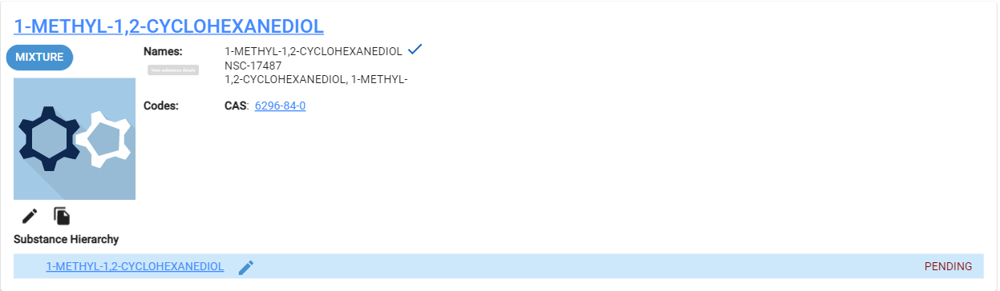 1-METHYL-1,2-CYCLOHEXANEDIOL
MIXTURE
Names:
1-METHYL-1,2-CYCLOHEXANEDIOL
View substance details
NSC-17487
1,2-CYCLOHEXANEDIOL, 1-METHYL-
Codes:
CAS: 6296-84-0
Substance Hierarchy
1-METHYL-1,2-CYCLOHEXANEDIOL
PENDING